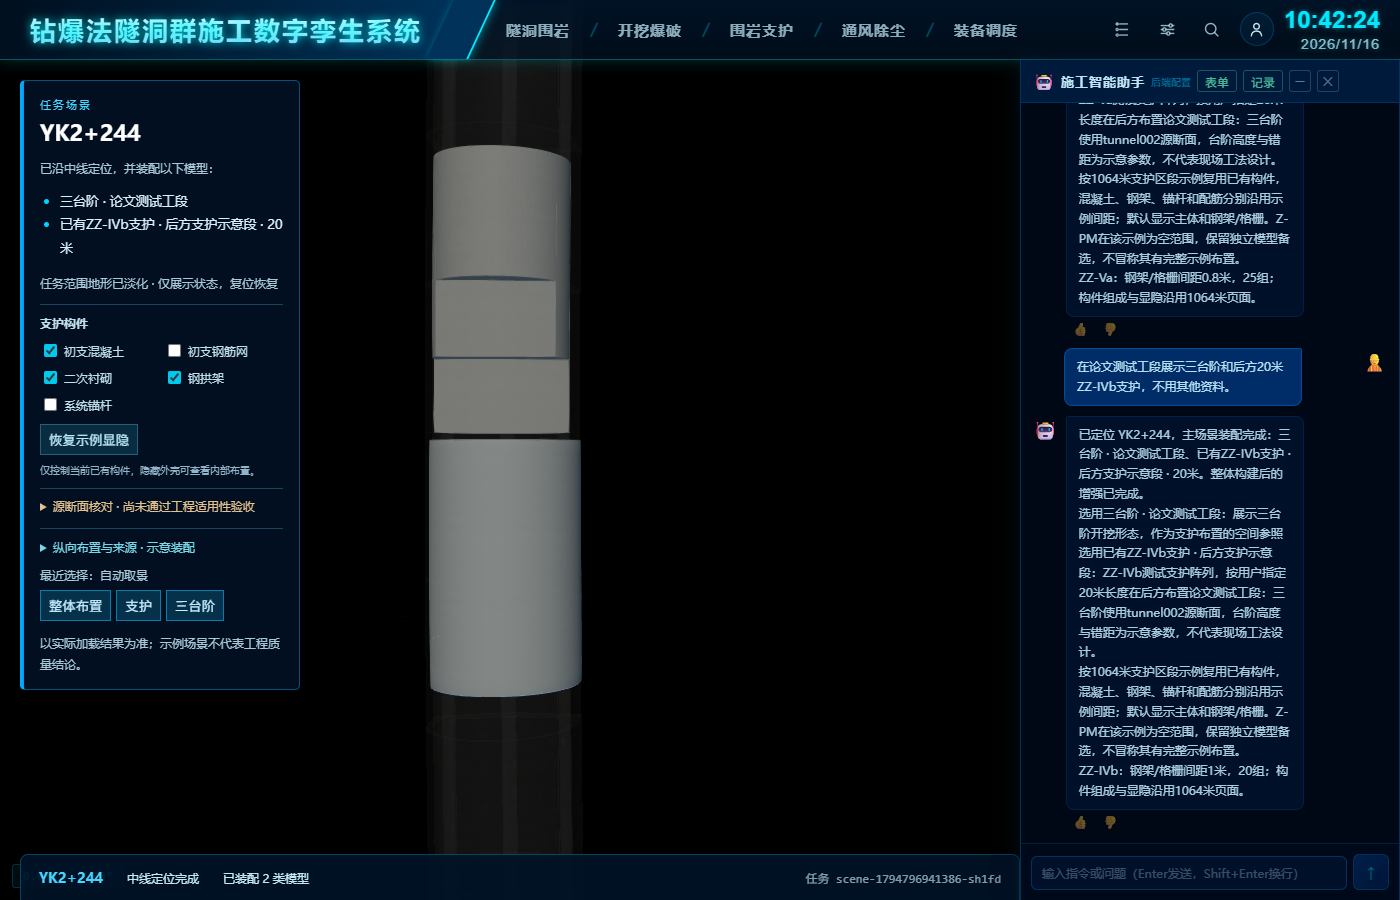 钻爆法隧洞群施工数字孪生系统
隧洞围岩 / 开挖爆破 / 围岩支护 / 通风除尘 / 装备调度
10:42:24
2026/11/16
任务场景
YK2+244
已沿中线定位，并装配以下模型：
三台阶 · 论文测试工段
已有ZZ-IVb支护 · 后方支护示意段 · 20
米
任务范围地形已淡化 · 仅展示状态，复位恢复
支护构件
初支混凝土 初支钢筋网
二次衬砌 钢拱架
系统锚杆
恢复示例显隐
仅控制当前已有构件，隐藏外壳可查看内部布置。
源断面核对 · 尚未通过工程适用性验收
纵向布置与来源 · 示意装配
最近选择：自动取景
整体布置 支护 三台阶
以实际加载结果为准；示例场景不代表工程质
量结论。
YK2+244 中线定位完成 已装配 2 类模型 任务 scene-1794796941386-sh1fd
施工智能助手 后端配置 表单 记录
长度在后方布置论文测试工段：三台阶
使用tunnel002源断面，台阶高度与错
距为示意参数，不代表现场工法设计。
按1064米支护区段示例复用已有构件，
混凝土、钢架、锚杆和配筋分别沿用示
例间距；默认显示主体和钢架/格栅。Z-
PM在该示例为空范围，保留独立模型备
选，不冒称其有完整示例布置。
ZZ-Va：钢架/格栅间距0.8米，25组；
构件组成与显隐沿用1064米页面。
在论文测试工段展示三台阶和后方20米
ZZ-IVb支护，不用其他资料。
已定位 YK2+244，主场景装配完成：三
台阶 · 论文测试工段、已有ZZ-IVb支护 ·
后方支护示意段 · 20米。整体构建后的
增强已完成。
选用三台阶 · 论文测试工段：展示三台
阶开挖形态，作为支护布置的空间参照
选用已有ZZ-IVb支护 · 后方支护示意
段：ZZ-IVb测试支护阵列，按用户指定
20米长度在后方布置论文测试工段：三
台阶使用tunnel002源断面，台阶高度
与错距为示意参数，不代表现场工法设
计。
按1064米支护区段示例复用已有构件，
混凝土、钢架、锚杆和配筋分别沿用示
例间距；默认显示主体和钢架/格栅。Z-
PM在该示例为空范围，保留独立模型备
选，不冒称其有完整示例布置。
ZZ-IVb：钢架/格栅间距1米，20组；构
件组成与显隐沿用1064米页面。
输入指令或问题（Enter发送，Shift+Enter换行）